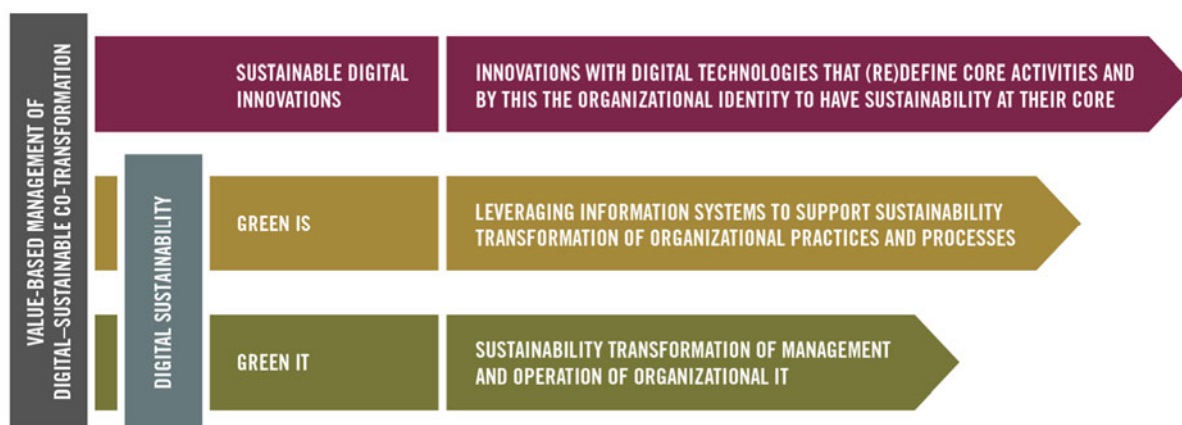 VALUE-BASED MANAGEMENT OF
DIGITAL–SUSTAINABLE CO-TRANSFORMATION
DIGITAL SUSTAINABILITY
SUSTAINABLE DIGITAL
INNOVATIONS
INNOVATIONS WITH DIGITAL TECHNOLOGIES THAT (RE)DEFINE CORE ACTIVITIES AND
BY THIS THE ORGANIZATIONAL IDENTITY TO HAVE SUSTAINABILITY AT THEIR CORE
GREEN IS
LEVERAGING INFORMATION SYSTEMS TO SUPPORT SUSTAINABILITY
TRANSFORMATION OF ORGANIZATIONAL PRACTICES AND PROCESSES
GREEN IT
SUSTAINABILITY TRANSFORMATION OF MANAGEMENT
AND OPERATION OF ORGANIZATIONAL IT